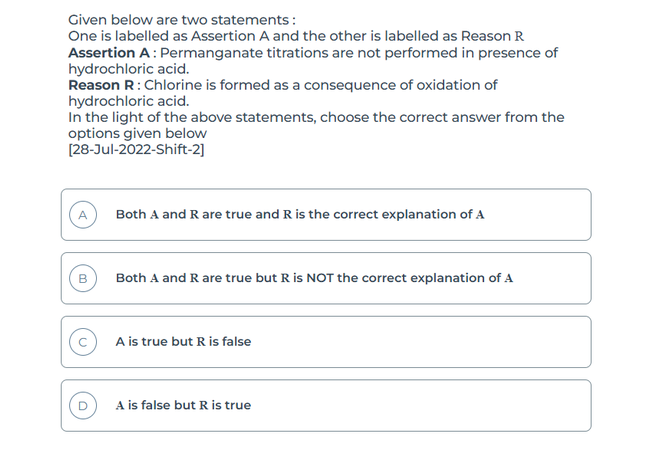 Given below are two statements :
One is labelled as Assertion A and the other is labelled as Reason R
Assertion A : Permanganate titrations are not performed in presence of
hydrochloric acid.
Reason R : Chlorine is formed as a consequence of oxidation of
hydrochloric acid.
In the light of the above statements, choose the correct answer from the
options given below
[28-Jul-2022-Shift-2]
A Both A and R are true and R is the correct explanation of A
B Both A and R are true but R is NOT the correct explanation of A
C A is true but R is false
D A is false but R is true